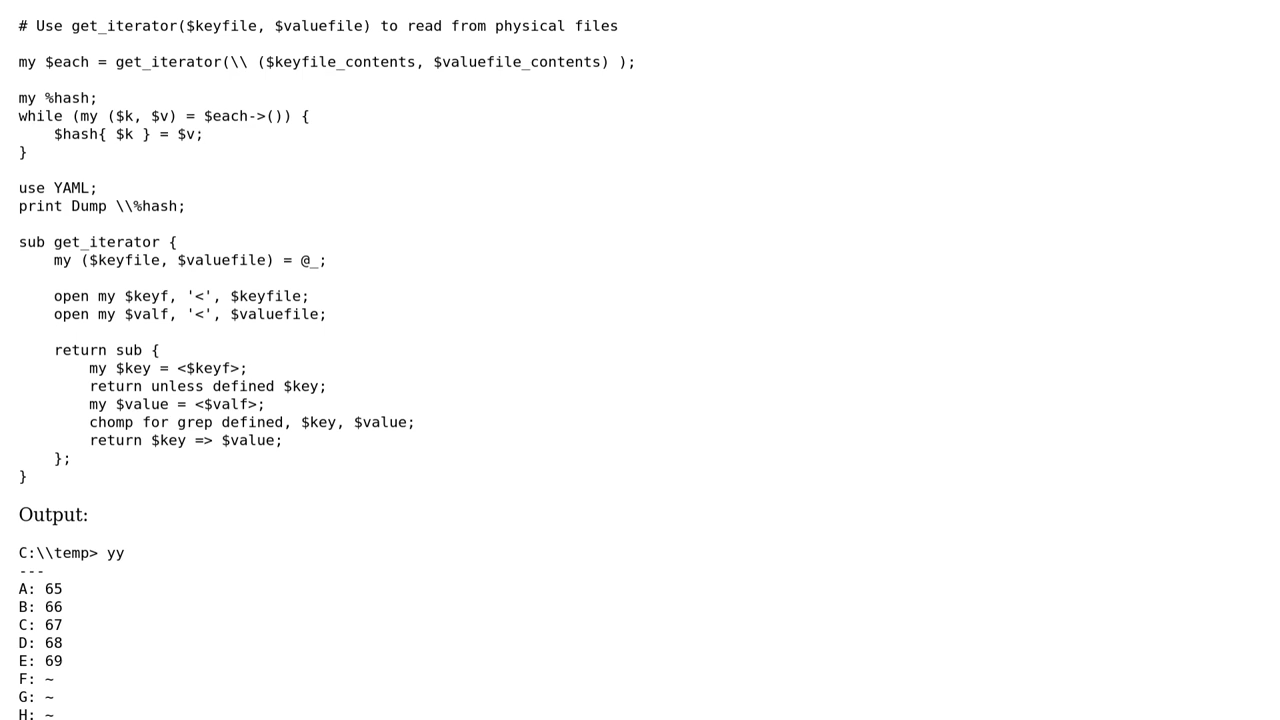 # Use get_iterator($keyfile, $valuefile) to read from physical files

my $each = get_iterator(\\ ($keyfile_contents, $valuefile_contents) );

my %hash;
while (my ($k, $v) = $each->()) {
    $hash{ $k } = $v;
}

use YAML;
print Dump \\%hash;

sub get_iterator {
    my ($keyfile, $valuefile) = @_;

    open my $keyf, '<', $keyfile;
    open my $valf, '<', $valuefile;

    return sub {
        my $key = <$keyf>;
        return unless defined $key;
        my $value = <$valf>;
        chomp for grep defined, $key, $value;
        return $key => $value;
    };
}

Output:

C:\\temp> yy
---
A: 65
B: 66
C: 67
D: 68
E: 69
F: ~
G: ~
H: ~